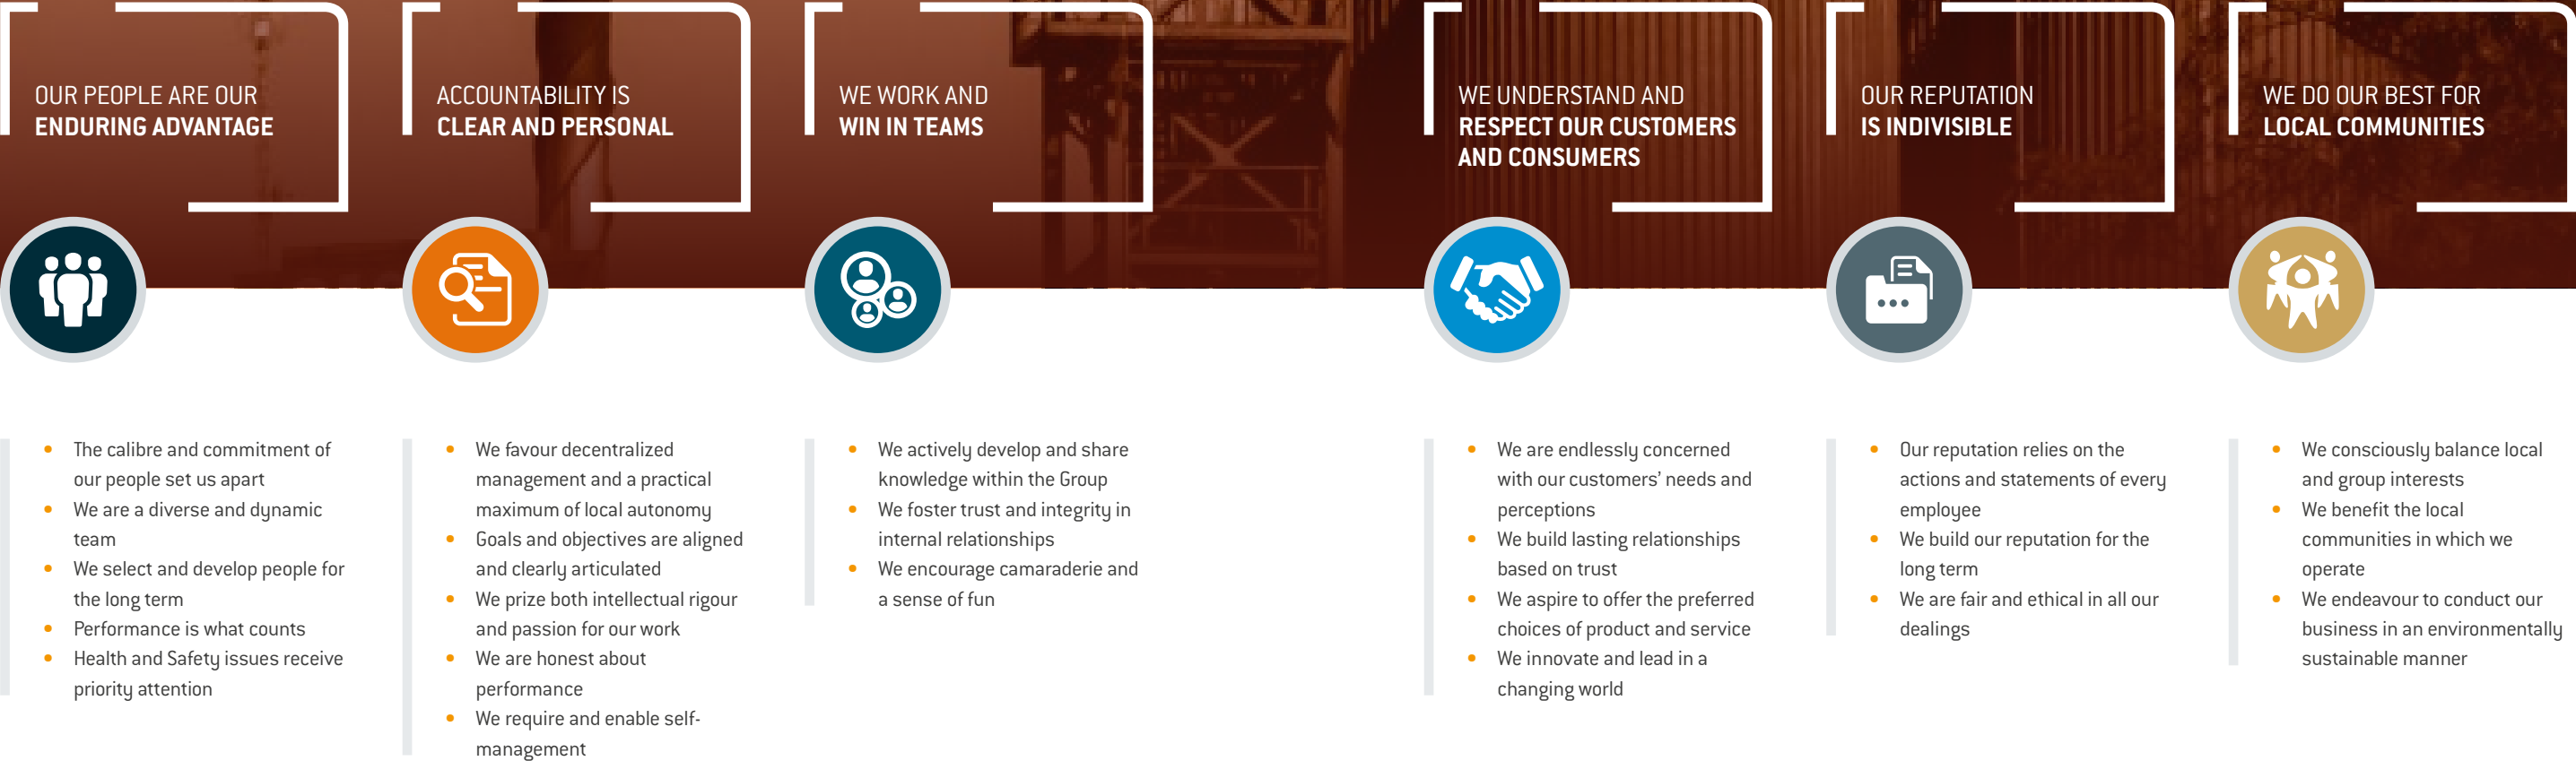 OUR PEOPLE ARE OUR
ENDURING ADVANTAGE
ACCOUNTABILITY IS
CLEAR AND PERSONAL
WE WORK AND
WIN IN TEAMS
WE UNDERSTAND AND
RESPECT OUR CUSTOMERS
AND CONSUMERS
OUR REPUTATION
IS INDIVISIBLE
WE DO OUR BEST FOR
LOCAL COMMUNITIES
• The calibre and commitment of
our people set us apart
• We are a diverse and dynamic
team
• We select and develop people for
the long term
• Performance is what counts
• Health and Safety issues receive
priority attention
• We favour decentralized
management and a practical
maximum of local autonomy
• Goals and objectives are aligned
and clearly articulated
• We prize both intellectual rigour
and passion for our work
• We are honest about
performance
• We require and enable self-
management
• We actively develop and share
knowledge within the Group
• We foster trust and integrity in
internal relationships
• We encourage camaraderie and
a sense of fun
• We are endlessly concerned
with our customers’ needs and
perceptions
• We build lasting relationships
based on trust
• We aspire to offer the preferred
choices of product and service
• We innovate and lead in a
changing world
• Our reputation relies on the
actions and statements of every
employee
• We build our reputation for the
long term
• We are fair and ethical in all our
dealings
• We consciously balance local
and group interests
• We benefit the local
communities in which we
operate
• We endeavour to conduct our
business in an environmentally
sustainable manner